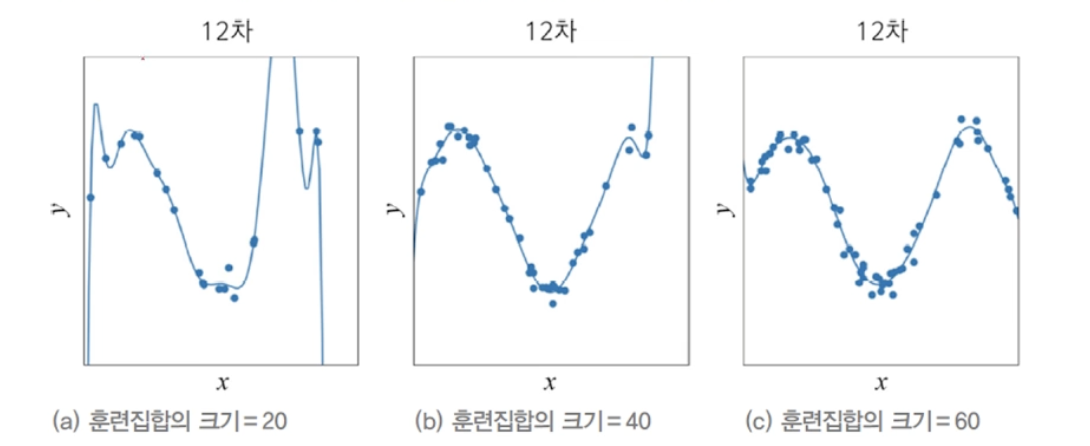 12차 12차 12차
y y y
x x x
(a) 훈련집합의 크기=20 (b) 훈련집합의 크기=40 (c) 훈련집합의 크기=60